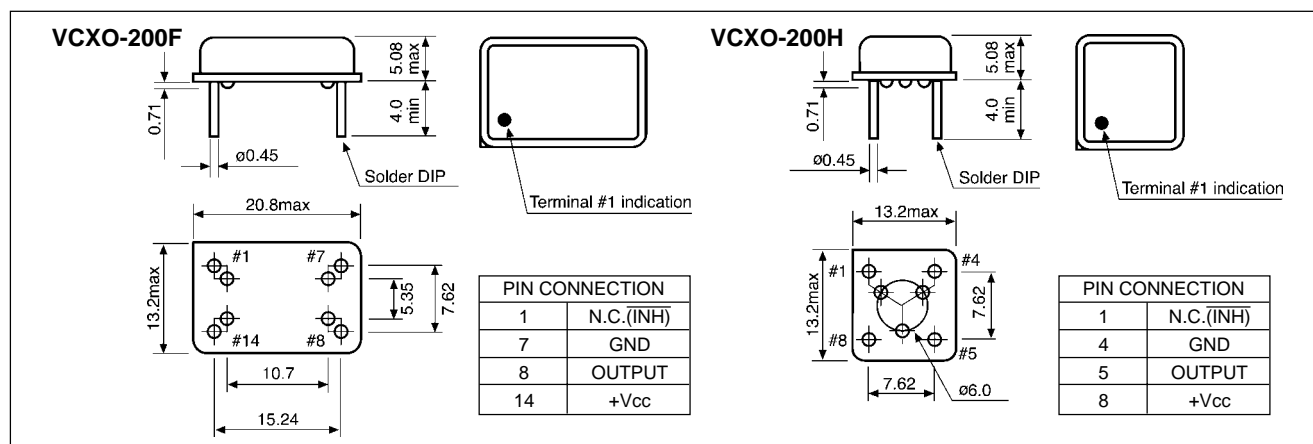 VCXO-200F
5.08 max
4.0 min
0.71
ø0.45
Solder DIP
Terminal #1 indication
20.8max
13.2max
#1
#7
#14
#8
5.35
7.62
10.7
15.24
PIN CONNECTION
1 N.C.(INH)
7 GND
8 OUTPUT
14 +Vcc
VCXO-200H
5.08 max
4.0 min
0.71
ø0.45
Solder DIP
Terminal #1 indication
13.2max
13.2max
#1
#4
#8
#5
7.62
7.62
ø6.0
PIN CONNECTION
1 N.C.(INH)
4 GND
5 OUTPUT
8 +Vcc